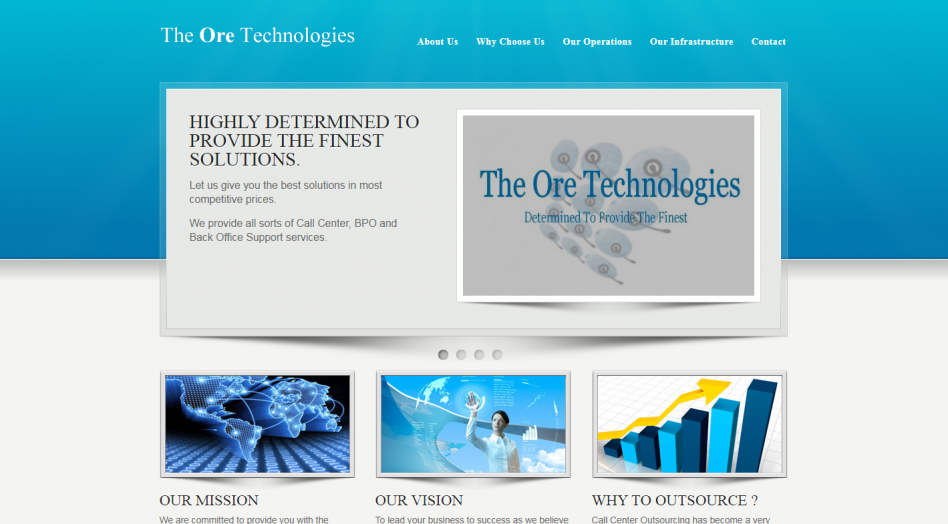 The Ore Technologies
About Us Why Choose Us Our Operations Our Infrastructure Contact
HIGHLY DETERMINED TO
PROVIDE THE FINEST
SOLUTIONS.
Let us give you the best solutions in most
competitive prices.
We provide all sorts of Call Center, BPO and
Back Office Support services.
The Ore Technologies
Determined To Provide The Finest
OUR MISSION
We are committed to provide you with the
OUR VISION
To lead your business to success as we believe
WHY TO OUTSOURCE ?
Call Center Outsourcing has become a very